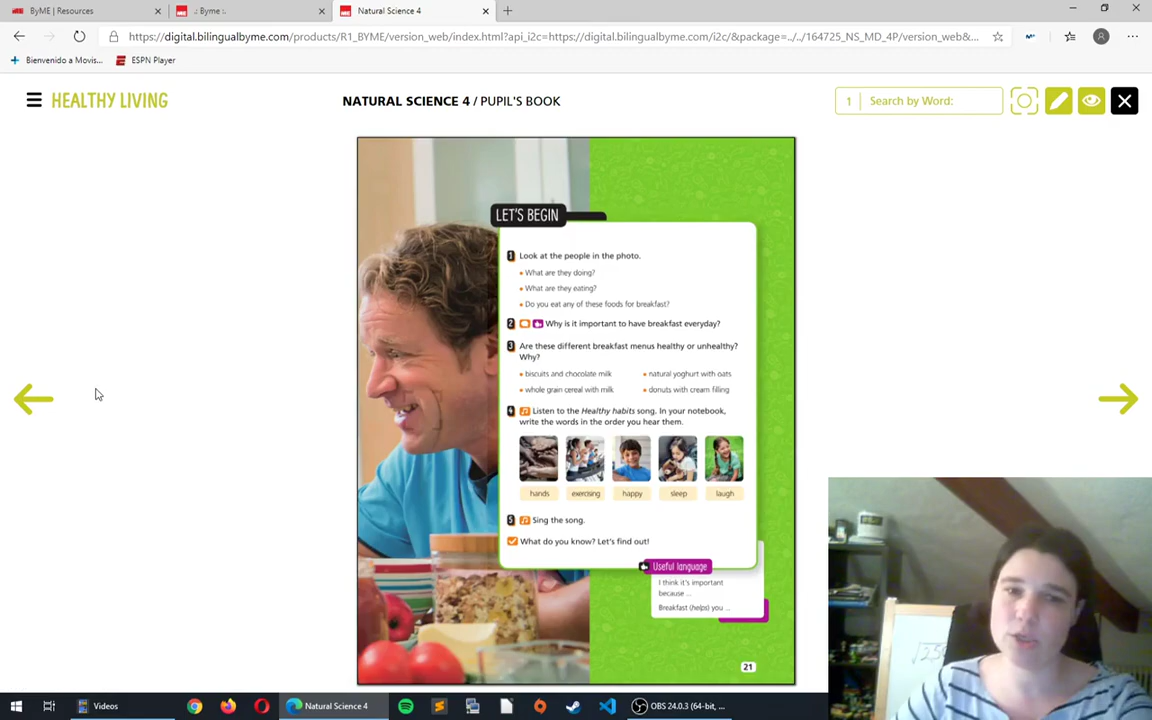 ByME | Resources
.: Byme :.
Natural Science 4
https://digital.bilingualbyme.com/products/R1_BYME/version_web/index.html?api_i2c=https://digital.bilingualbyme.com/i2c/&package=../../164725_NS_MD_4P/version_web&...
Bienvenido a Movis...
ESPN Player
HEALTHY LIVING
NATURAL SCIENCE 4 / PUPIL'S BOOK
1
Search by Word:
LET'S BEGIN
1 Look at the people in the photo.
• What are they doing?
• What are they eating?
• Do you eat any of these foods for breakfast?
2 Why is it important to have breakfast everyday?
3 Are these different breakfast menus healthy or unhealthy?
Why?
• biscuits and chocolate milk
• natural yoghurt with oats
• whole grain cereal with milk
• donuts with cream filling
4 Listen to the Healthy habits song. In your notebook,
write the words in the order you hear them.
hands
exercising
happy
sleep
laugh
5 Sing the song.
What do you know? Let's find out!
Useful language
I think it's important
because ...
Breakfast (helps) you ...
21
Videos
Natural Science 4
OBS 24.0.3 (64-bit, ...